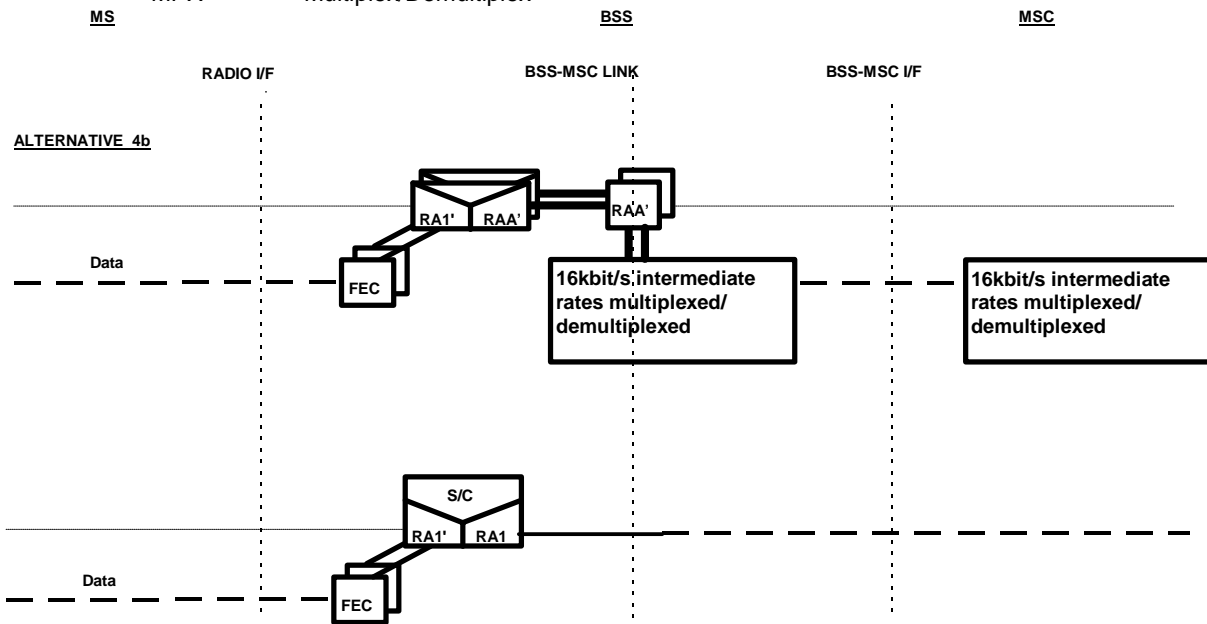 MS BSS MSC
RADIO I/F BSS-MSC LINK BSS-MSC I/F
ALTERNATIVE 4b
RA1' RAA' RAA'
Data
FEC
16kbit/s intermediate
rates multiplexed/
demultiplexed
16kbit/s intermediate
rates multiplexed/
demultiplexed
S/C
RA1' RA1
Data
FEC